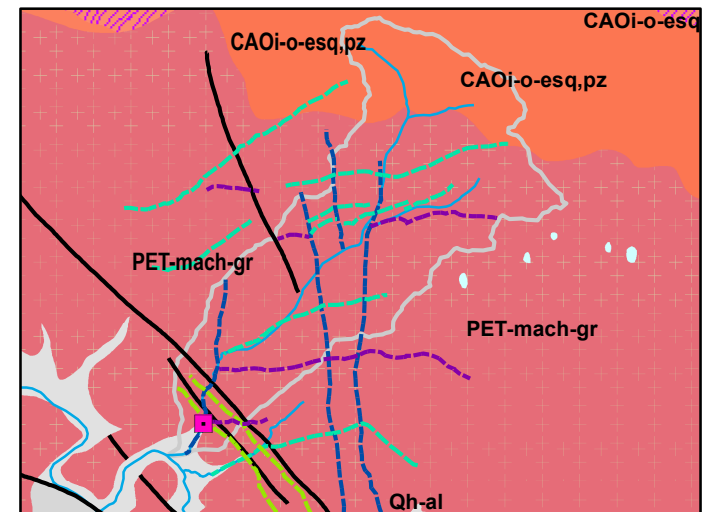 CAOi-o-esq
CAOi-o-esq,pz
CAOi-o-esq,pz
PET-mach-gr
PET-mach-gr
Qh-al